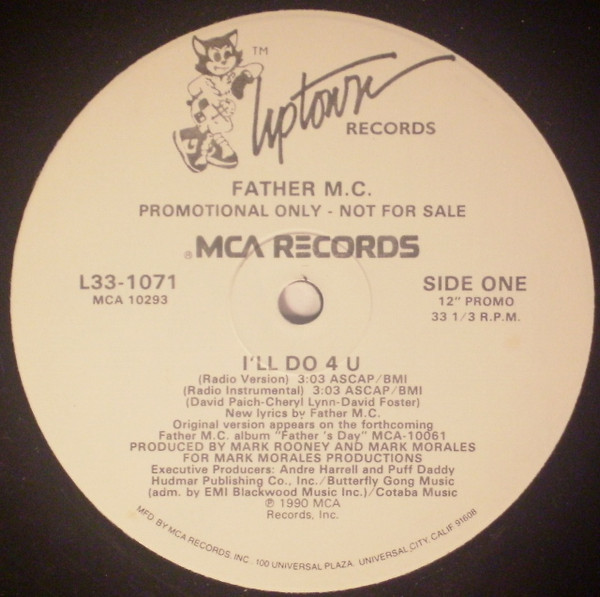 TM
Uptown
RECORDS
FATHER M.C.
PROMOTIONAL ONLY - NOT FOR SALE
® MCA RECORDS
L33-1071
MCA 10293
SIDE ONE
12" PROMO
33 1/3 R.P.M.
I'LL DO 4 U
(Radio Version) 3:03 ASCAP/BMI
(Radio Instrumental) 3:03 ASCAP/BMI
(David Paich-Cheryl Lynn-David Foster)
New lyrics by Father M.C.
Original version appears on the forthcoming
Father M.C. album "Father 's Day" MCA-10061
PRODUCED BY MARK ROONEY AND MARK MORALES
FOR MARK MORALES PRODUCTIONS
Executive Producers: Andre Harrell and Puff Daddy
Hudmar Publishing Co., Inc./Butterfly Gong Music
(adm. by EMI Blackwood Music Inc.)/Cotaba Music
℗ 1990 MCA
Records, Inc.
MFD. BY MCA RECORDS, INC., 100 UNIVERSAL PLAZA, UNIVERSAL CITY, CALIF. 91608